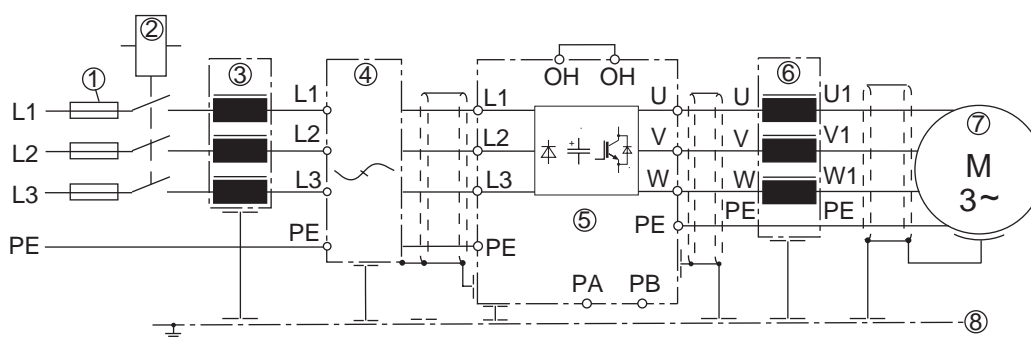 ②
OH OH
① ③ ④ ⑥
L1 L1 L1 U U U1 ⑦
L2 L2 L2 + V V V1 M
L3 L3 L3 W W W1 3~
PE PE PE ⑤ PE PE PE
PA PB
⑧